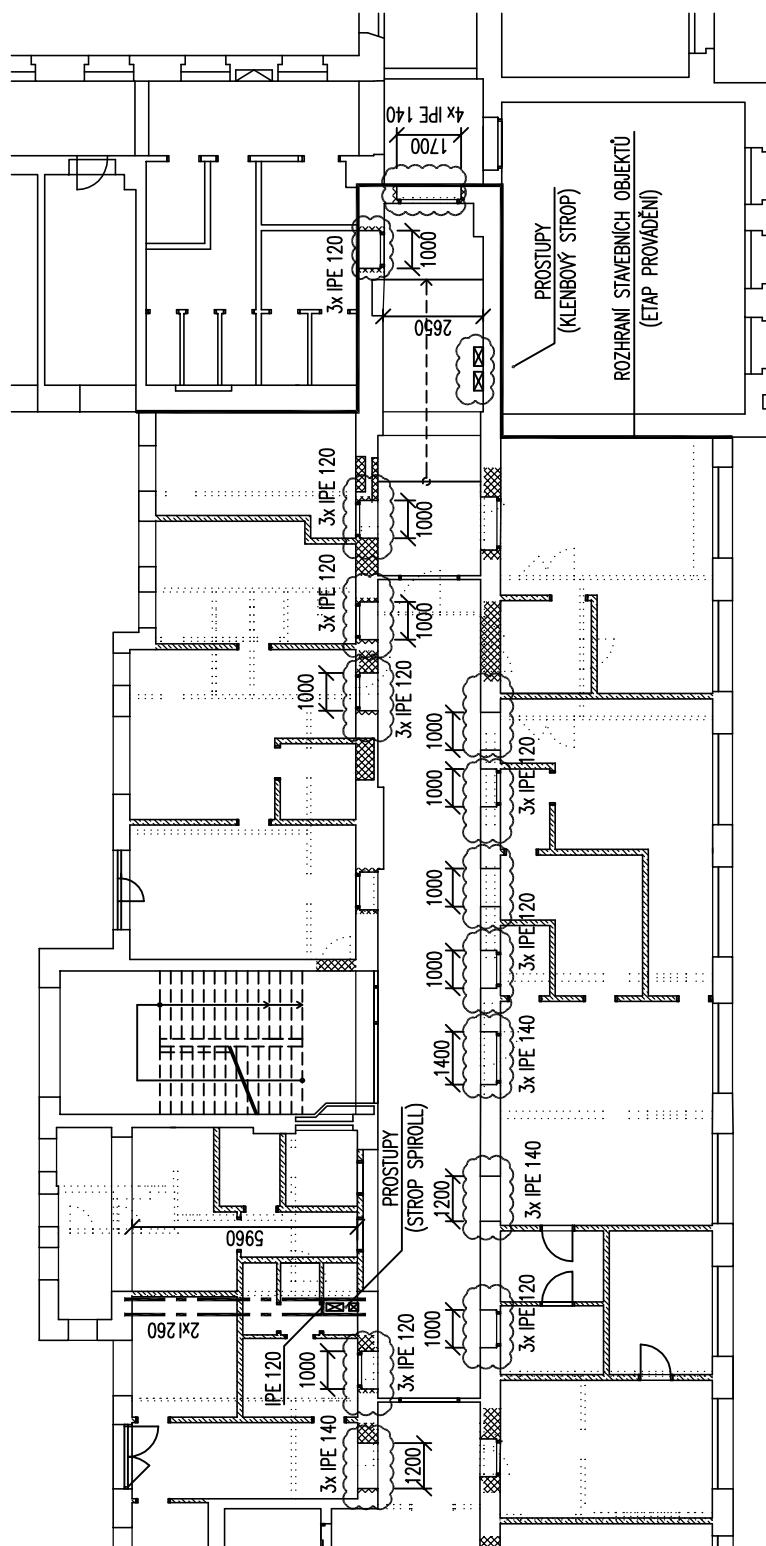 4x IPE 140
1700
3x IPE 120
1000
2650
PROSTUPY
(KLENBOVÝ STROP)
ROZHRANÍ STAVEBNÍCH OBJEKTŮ
(ETAP PROVÁDĚNÍ)
3x IPE 120
1000
3x IPE 120
1000
1000
3x IPE 120
1000
1000
3x IPE 120
1000
3x IPE 120
1000
1400
3x IPE 140
PROSTUPY
(STROP SPIROLL)
1200
3x IPE 140
5960
2xI 260
IPE 120
1000
3x IPE 120
1000
3x IPE 120
3x IPE 140
1200